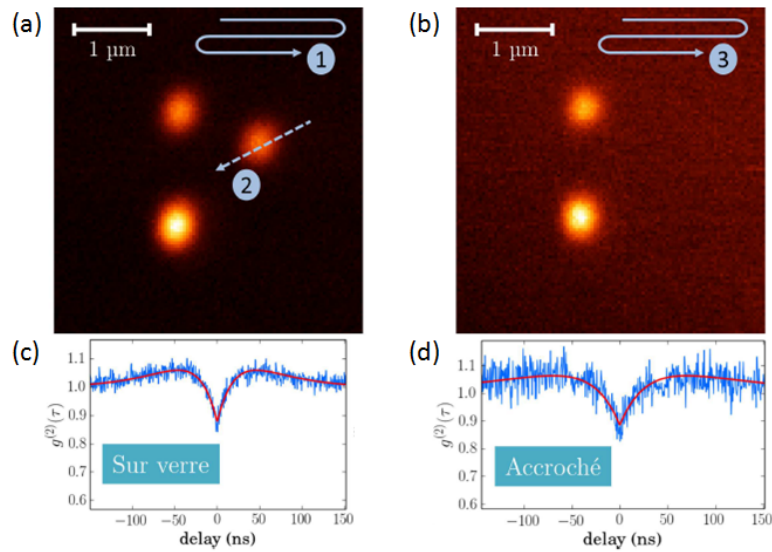 (a)
1 µm
1
2
(b)
1 µm
3
(c)
g⁽²⁾(τ)
1.1
1.0
0.9
0.8
0.7
0.6
Sur verre
−100
−50
0
50
100
150
delay (ns)
(d)
g⁽²⁾(τ)
1.1
1.0
0.9
0.8
0.7
0.6
Accroché
−100
−50
0
50
100
150
delay (ns)